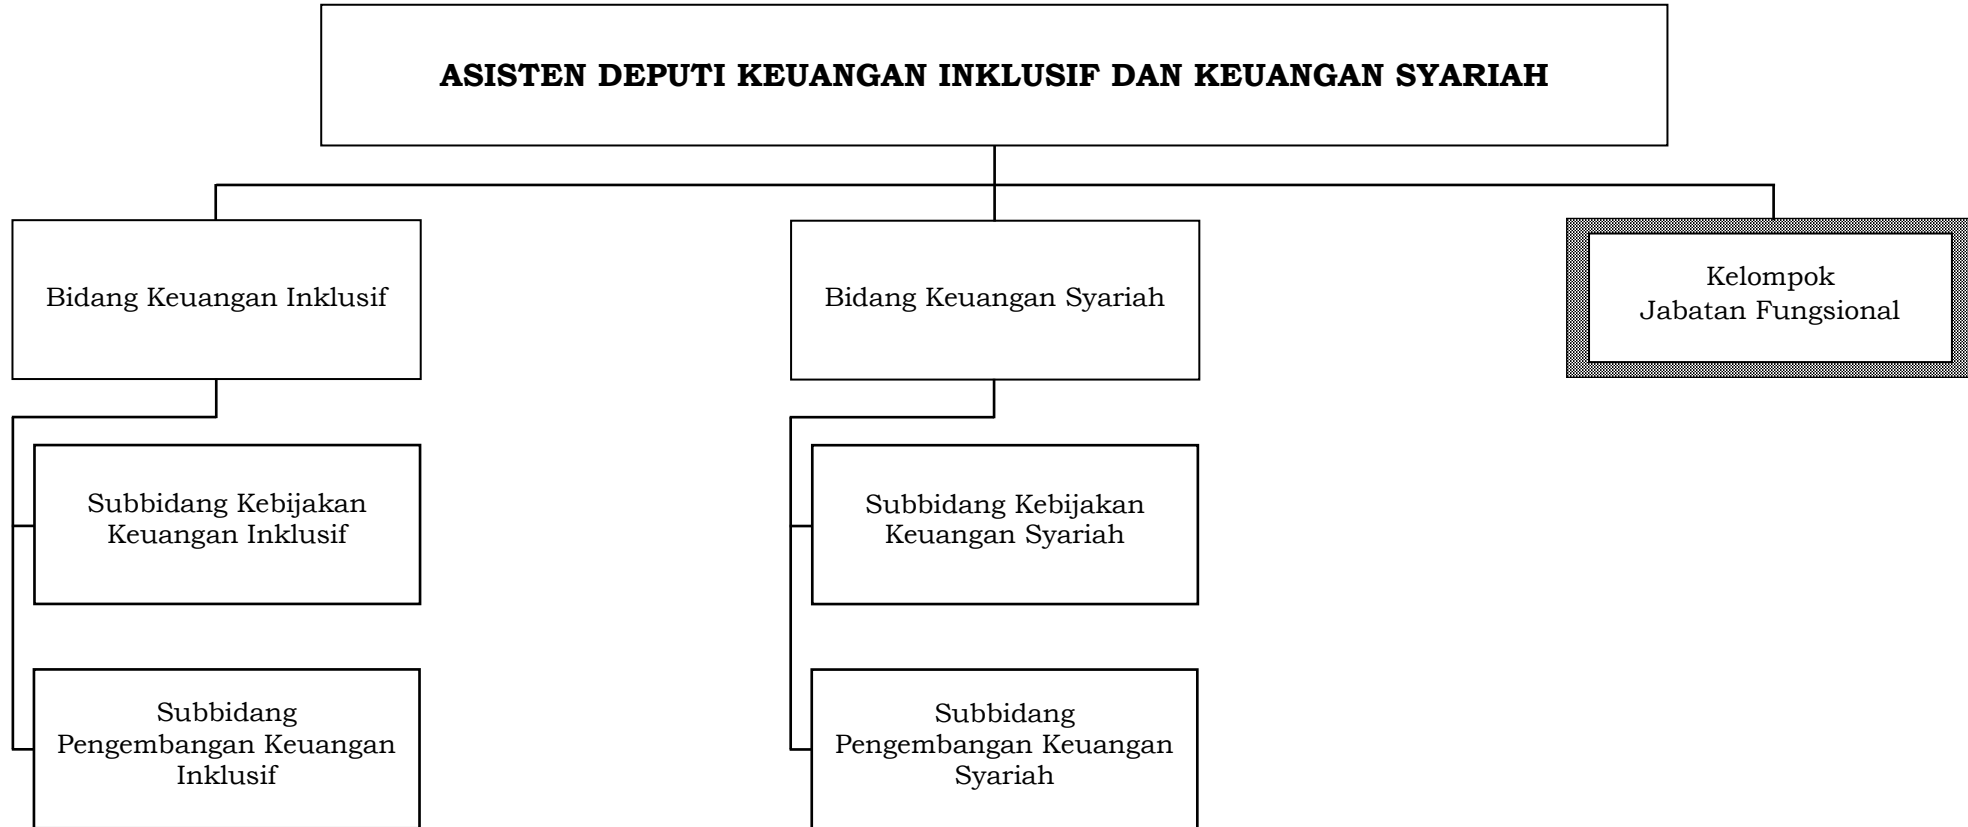 ASISTEN DEPUTI KEUANGAN INKLUSIF DAN KEUANGAN SYARIAH
Bidang Keuangan Inklusif
Bidang Keuangan Syariah
Kelompok
Jabatan Fungsional
Subbidang Kebijakan
Keuangan Inklusif
Subbidang Kebijakan
Keuangan Syariah
Subbidang
Pengembangan Keuangan
Inklusif
Subbidang
Pengembangan Keuangan
Syariah